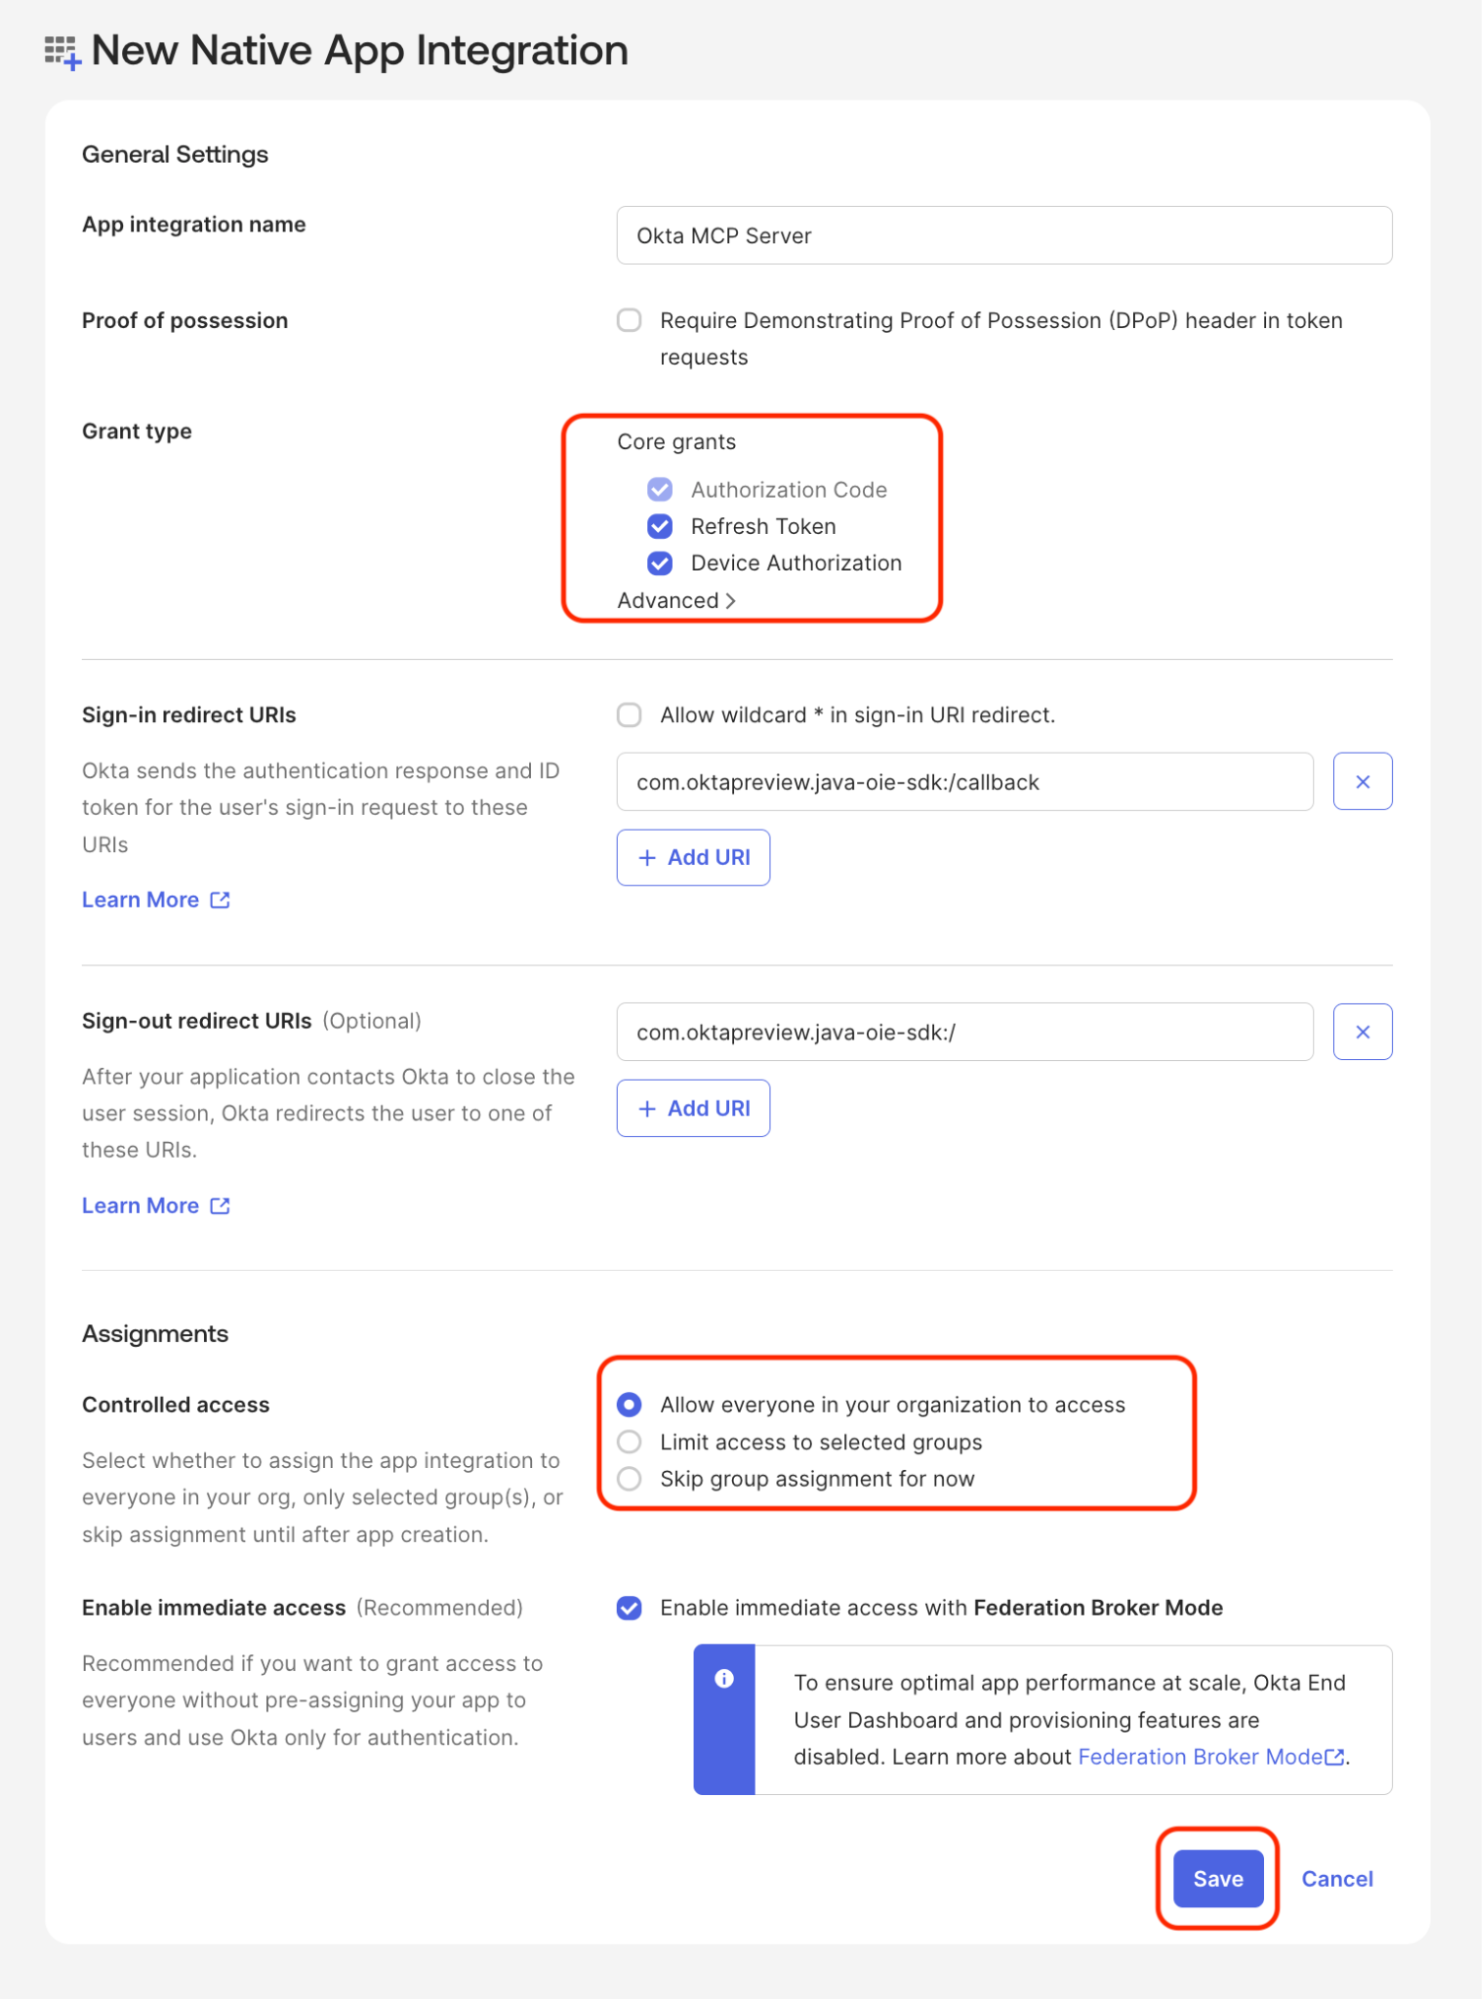 New Native App Integration
General Settings
App integration name
Okta MCP Server
Proof of possession
Require Demonstrating Proof of Possession (DPoP) header in token
requests
Grant type
Core grants
Authorization Code
Refresh Token
Device Authorization
Advanced
Sign-in redirect URIs
Allow wildcard * in sign-in URI redirect.
Okta sends the authentication response and ID
token for the user's sign-in request to these
URIs
Learn More
com.oktapreview.java-oie-sdk:/callback
+ Add URI
Sign-out redirect URIs (Optional)
After your application contacts Okta to close the
user session, Okta redirects the user to one of
these URIs.
Learn More
com.oktapreview.java-oie-sdk:/
+ Add URI
Assignments
Controlled access
Select whether to assign the app integration to
everyone in your org, only selected group(s), or
skip assignment until after app creation.
Allow everyone in your organization to access
Limit access to selected groups
Skip group assignment for now
Enable immediate access (Recommended)
Recommended if you want to grant access to
everyone without pre-assigning your app to
users and use Okta only for authentication.
Enable immediate access with Federation Broker Mode
To ensure optimal app performance at scale, Okta End
User Dashboard and provisioning features are
disabled. Learn more about Federation Broker Mode.
Save
Cancel